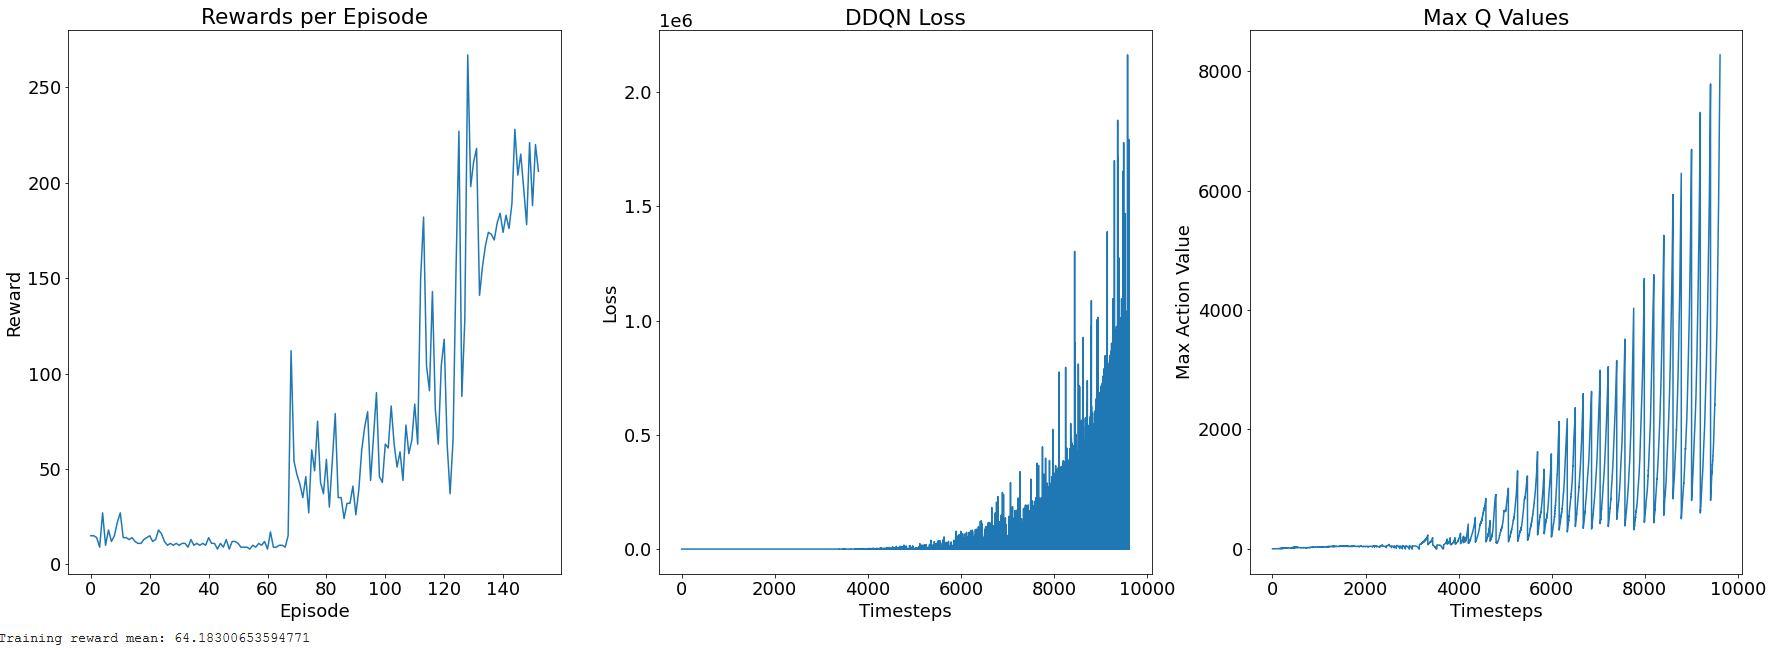 Rewards per Episode
250
200
150
100
50
0
Reward
0 20 40 60 80 100 120 140
Episode
DDQN Loss
1e6
2.0
1.5
1.0
0.5
0.0
Loss
0 2000 4000 6000 8000 10000
Timesteps
Max Q Values
8000
6000
4000
2000
0
Max Action Value
0 2000 4000 6000 8000 10000
Timesteps
Training reward mean: 64.18300653594771